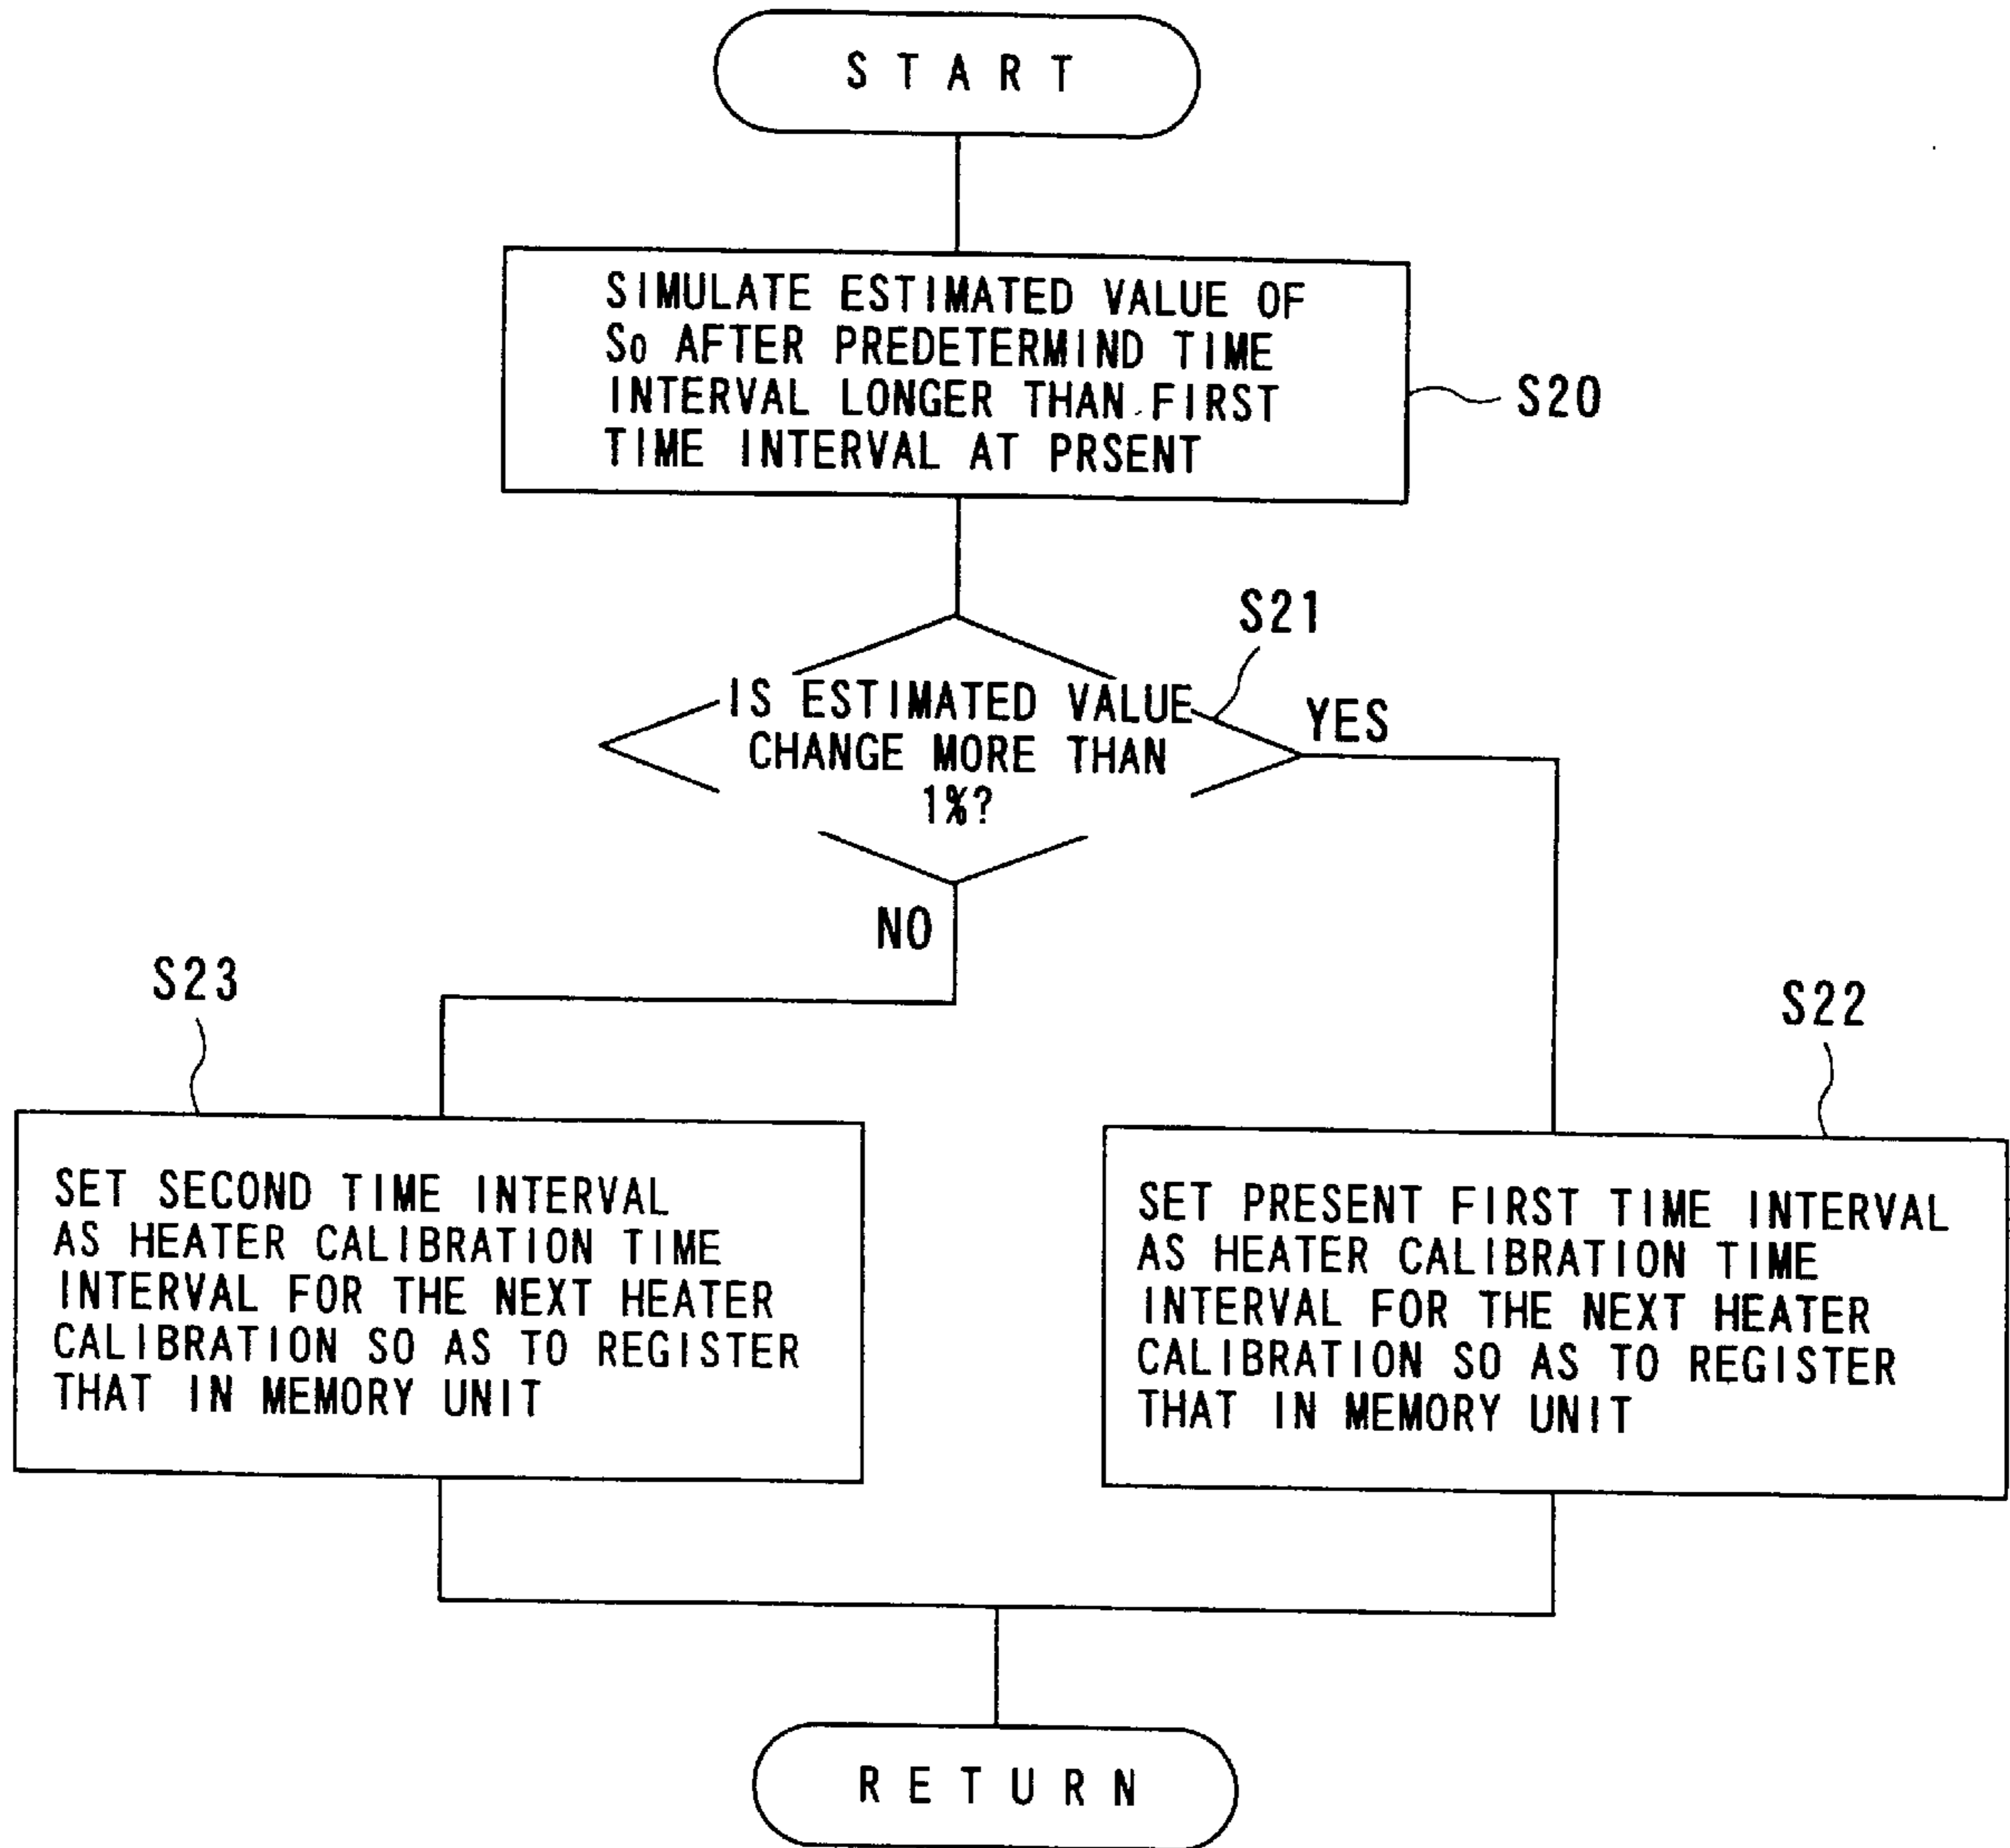 START
SIMULATE ESTIMATED VALUE OF
S0 AFTER PREDETERMIND TIME
INTERVAL LONGER THAN FIRST
TIME INTERVAL AT PRSENT
S20
S21
IS ESTIMATED VALUE
CHANGE MORE THAN
1%?
YES
NO
S23
SET SECOND TIME INTERVAL
AS HEATER CALIBRATION TIME
INTERVAL FOR THE NEXT HEATER
CALIBRATION SO AS TO REGISTER
THAT IN MEMORY UNIT
S22
SET PRESENT FIRST TIME INTERVAL
AS HEATER CALIBRATION TIME
INTERVAL FOR THE NEXT HEATER
CALIBRATION SO AS TO REGISTER
THAT IN MEMORY UNIT
RETURN